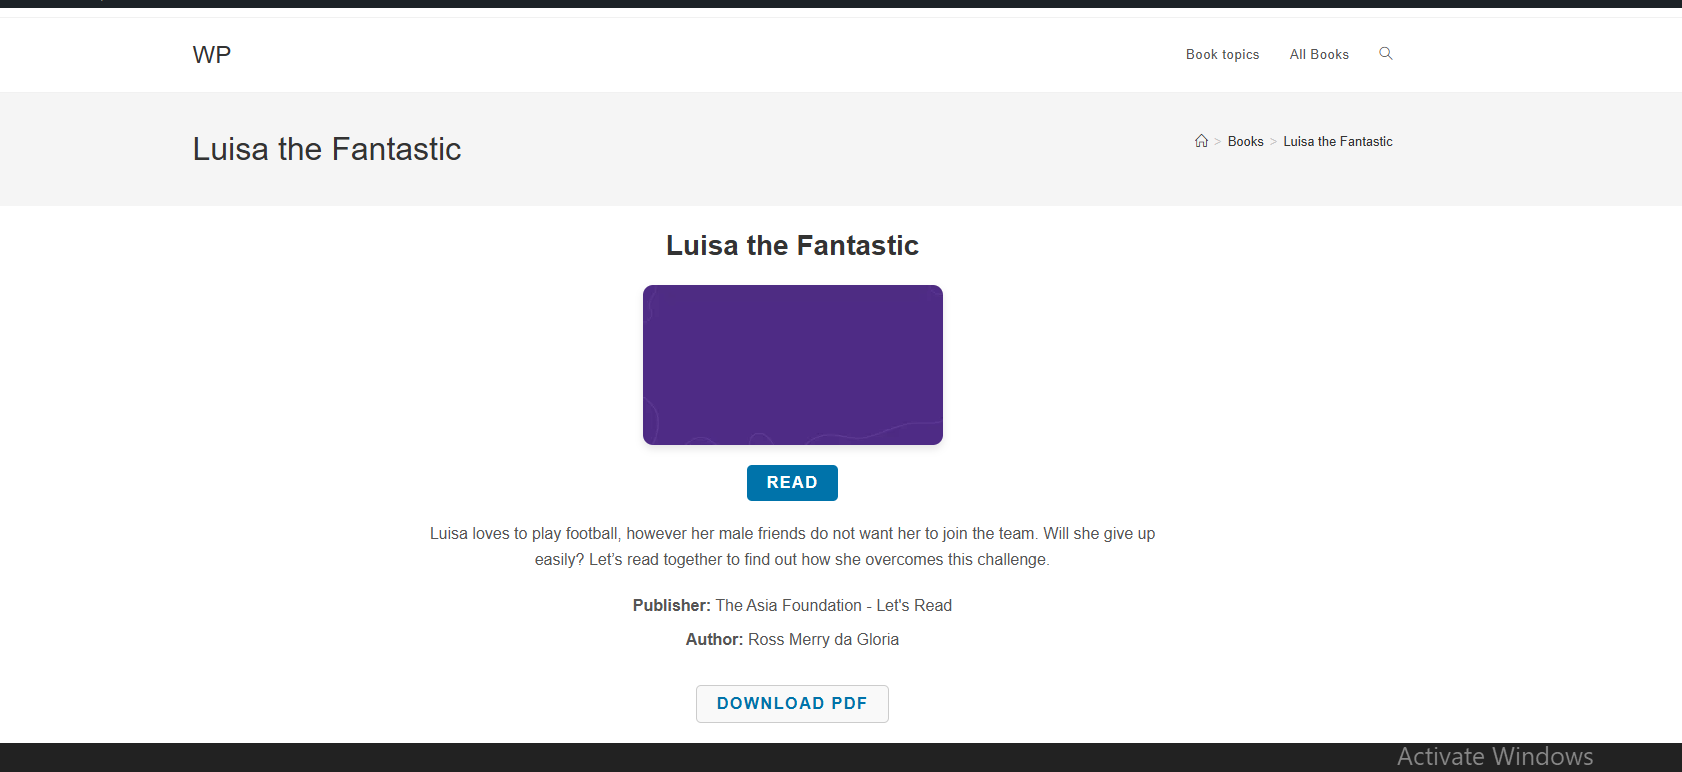 WP
Book topics
All Books
Luisa the Fantastic
> Books > Luisa the Fantastic
Luisa the Fantastic
READ
Luisa loves to play football, however her male friends do not want her to join the team. Will she give up
easily? Let’s read together to find out how she overcomes this challenge.
Publisher: The Asia Foundation - Let's Read
Author: Ross Merry da Gloria
DOWNLOAD PDF
Activate Windows